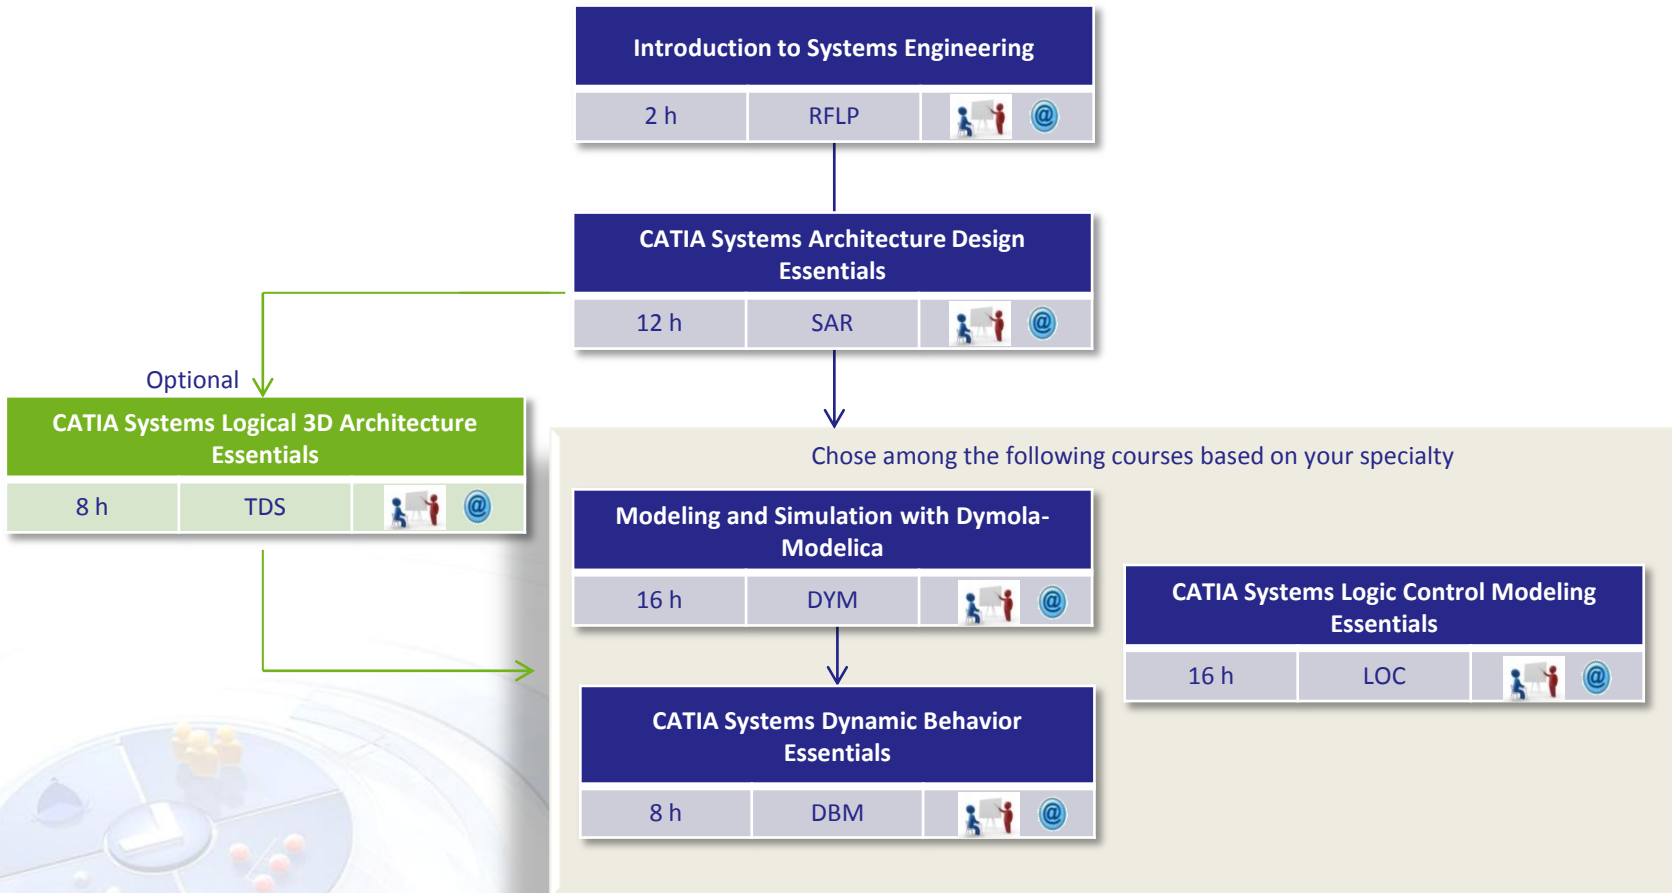 Introduction to Systems Engineering
2 h RFLP @
CATIA Systems Architecture Design
Essentials
12 h SAR @
Optional
CATIA Systems Logical 3D Architecture
Essentials
8 h TDS @
Chose among the following courses based on your specialty
Modeling and Simulation with Dymola-
Modelica
16 h DYM @
CATIA Systems Dynamic Behavior
Essentials
8 h DBM @
CATIA Systems Logic Control Modeling
Essentials
16 h LOC @